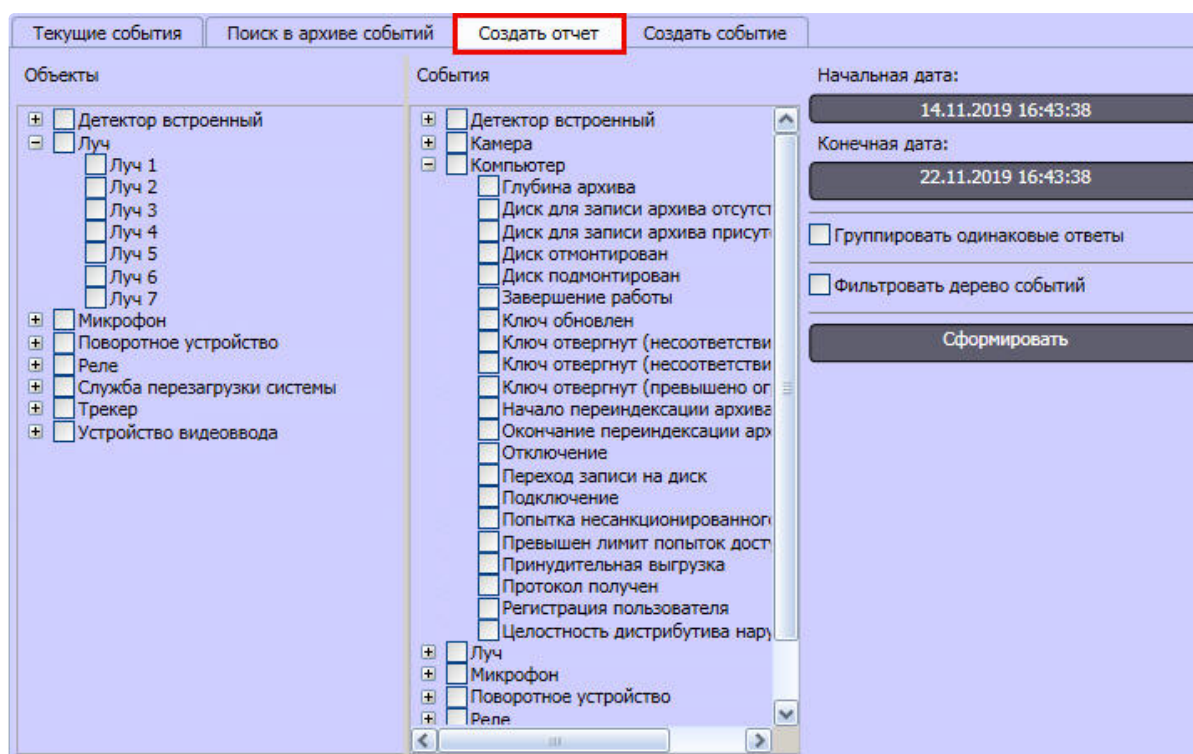 Текущие события
Поиск в архиве событий
Создать отчет
Создать событие
Объекты
Детектор встроенный
Луч
Луч 1
Луч 2
Луч 3
Луч 4
Луч 5
Луч 6
Луч 7
Микрофон
Поворотное устройство
Реле
Служба перезагрузки системы
Трекер
Устройство видеоввода
События
Детектор встроенный
Камера
Компьютер
Глубина архива
Диск для записи архива отсутст
Диск для записи архива присут
Диск отмонтирован
Диск подмонтирован
Завершение работы
Ключ обновлен
Ключ отвергнут (несоответстви
Ключ отвергнут (несоответстви
Ключ отвергнут (превышено ог
Начало переиндексации архива
Окончание переиндексации арх
Отключение
Переход записи на диск
Подключение
Попытка несанкционированног
Превышен лимит попыток дост
Принудительная выгрузка
Протокол получен
Регистрация пользователя
Целостность дистрибутива нару
Луч
Микрофон
Поворотное устройство
Реле
Начальная дата:
14.11.2019 16:43:38
Конечная дата:
22.11.2019 16:43:38
Группировать одинаковые ответы
Фильтровать дерево событий
Сформировать